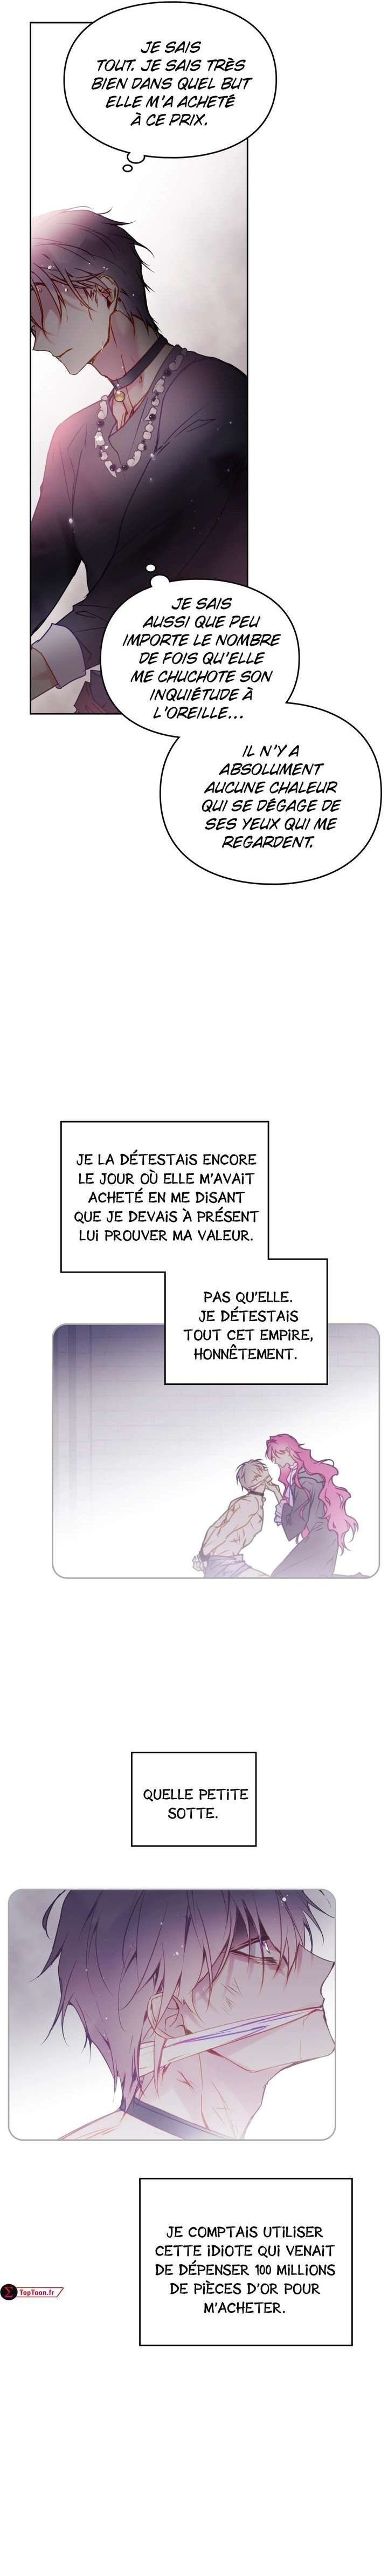 JE SAIS
TOUT. JE SAIS TRÈS
BIEN DANS QUEL BUT
ELLE M'A ACHETÉ
À CE PRIX.
JE SAIS
AUSSI QUE PEU
IMPORTE LE NOMBRE
DE FOIS QU'ELLE
ME CHUCHOTE SON
INQUIÉTUDE À
L'OREILLE...
IL N'Y A
ABSOLUMENT
AUCUNE CHALEUR
QUI SE DÉGAGE DE
SES YEUX QUI ME
REGARDENT.
JE LA DÉTESTAIS ENCORE
LE JOUR OÙ ELLE M'AVAIT
ACHETÉ EN ME DISANT
QUE JE DEVAIS À PRÉSENT
LUI PROUVER MA VALEUR.
PAS QU'ELLE.
JE DÉTESTAIS
TOUT CET EMPIRE,
HONNÊTEMENT.
QUELLE PETITE
SOTTE.
JE COMPTAIS UTILISER
CETTE IDIOTE QUI VENAIT
DE DÉPENSER 100 MILLIONS
DE PIÈCES D'OR POUR
M'ACHETER.
TopToon.fr